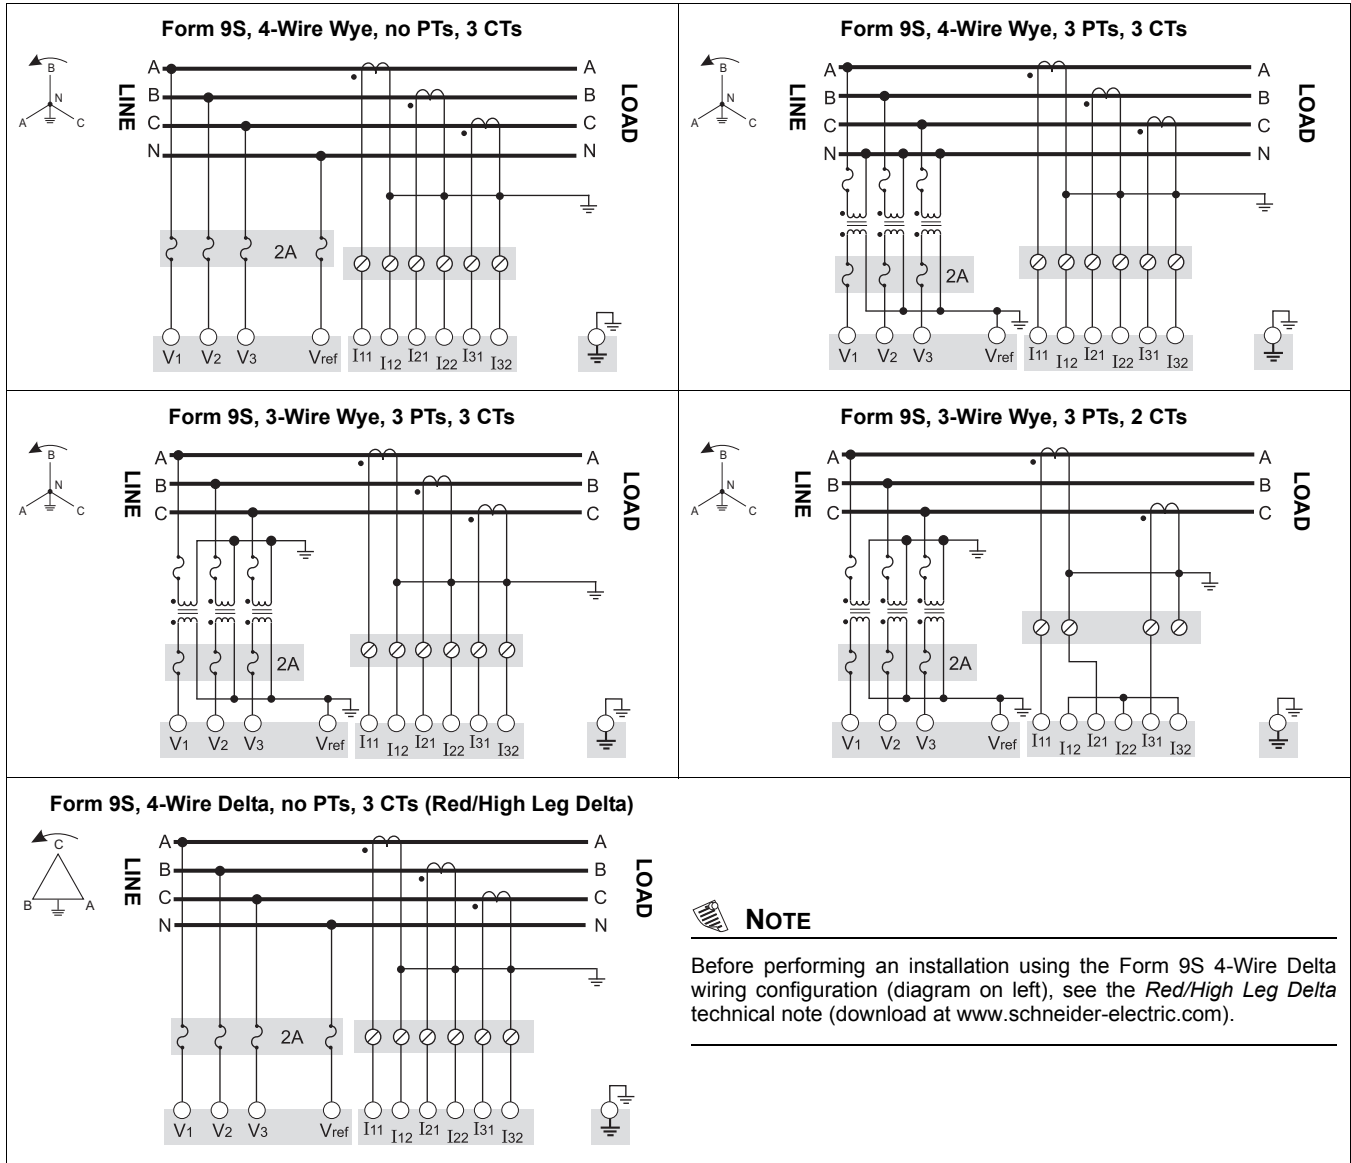 Form 9S, 4-Wire Wye, no PTs, 3 CTs
B
N
A
C
LINE
A
B
C
N
A
B
C
N
LOAD
2A
V1 V2 V3 Vref I11 I12 I21 I22 I31 I32
Form 9S, 4-Wire Wye, 3 PTs, 3 CTs
B
N
A
C
LINE
A
B
C
N
A
B
C
N
LOAD
2A
V1 V2 V3 Vref I11 I12 I21 I22 I31 I32
Form 9S, 3-Wire Wye, 3 PTs, 3 CTs
B
N
A
C
LINE
A
B
C
A
B
C
LOAD
2A
V1 V2 V3 Vref I11 I12 I21 I22 I31 I32
Form 9S, 3-Wire Wye, 3 PTs, 2 CTs
B
N
A
C
LINE
A
B
C
A
B
C
LOAD
2A
V1 V2 V3 Vref I11 I12 I21 I22 I31 I32
Form 9S, 4-Wire Delta, no PTs, 3 CTs (Red/High Leg Delta)
C
B
A
LINE
A
B
C
N
A
B
C
N
LOAD
2A
V1 V2 V3 Vref I11 I12 I21 I22 I31 I32
NOTE
Before performing an installation using the Form 9S 4-Wire Delta
wiring configuration (diagram on left), see the Red/High Leg Delta
technical note (download at www.schneider-electric.com).